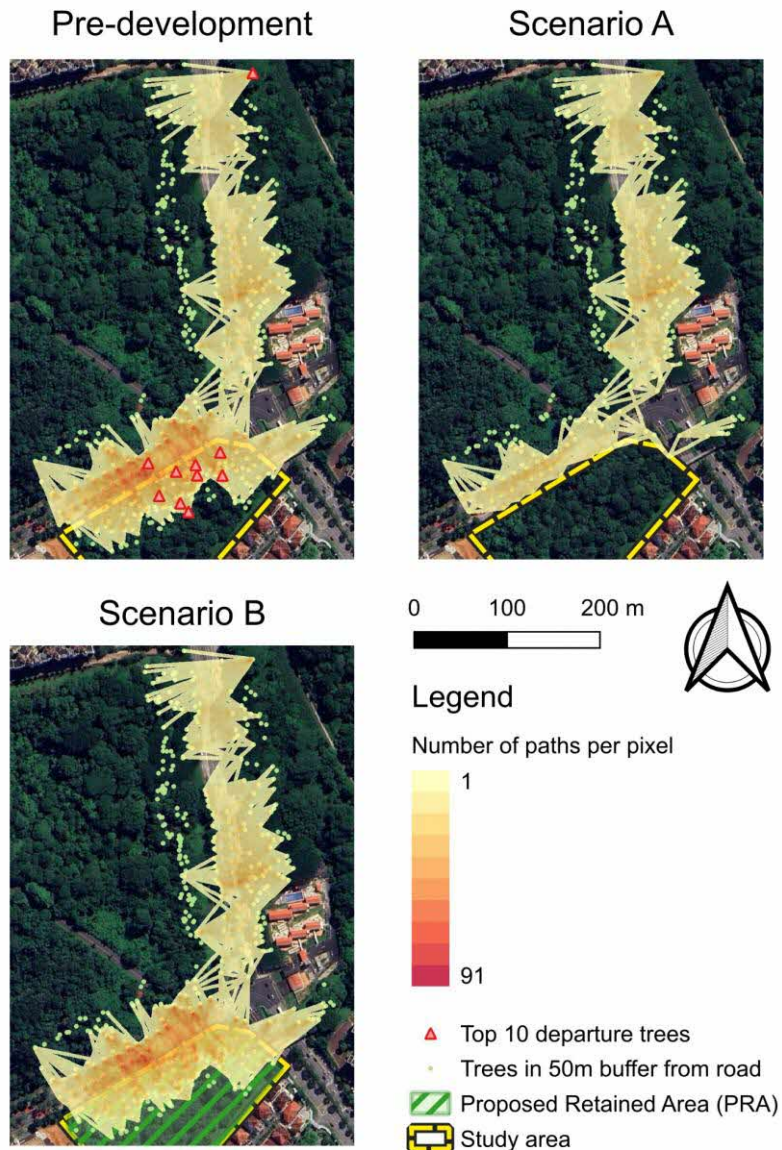 Pre-development
Scenario A
Scenario B
0 100 200 m
Legend
Number of paths per pixel
1
91
Top 10 departure trees
Trees in 50m buffer from road
Proposed Retained Area (PRA)
Study area